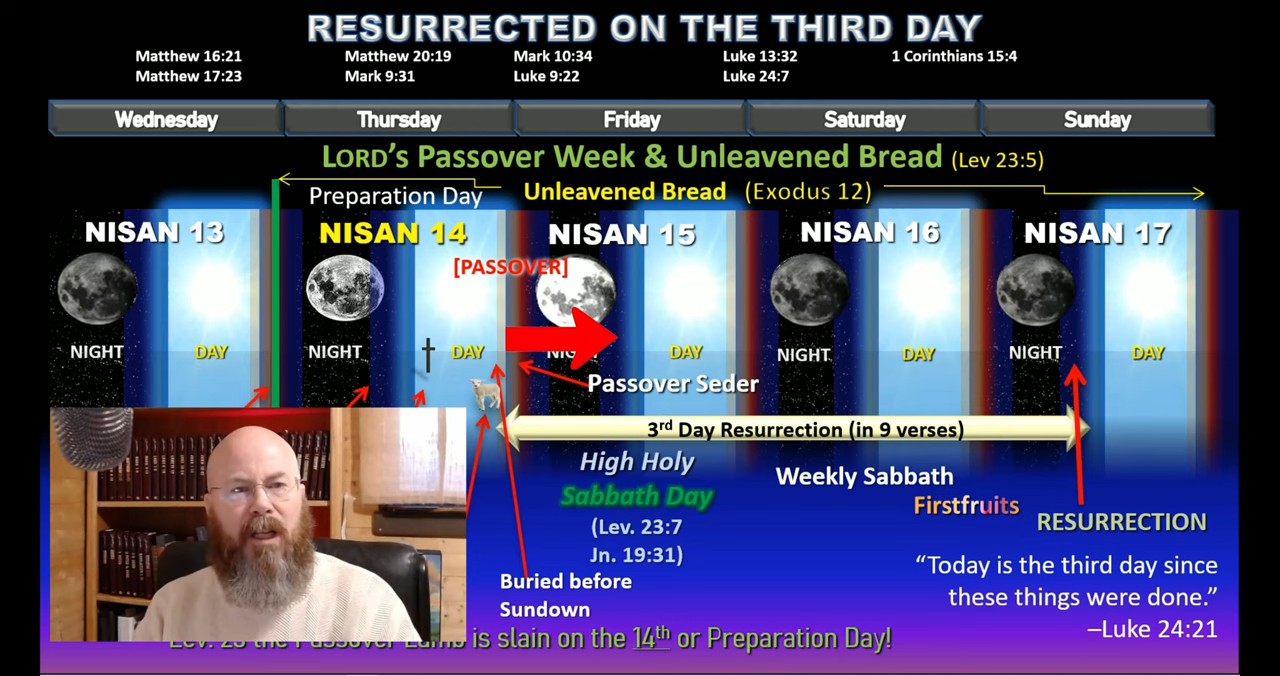 RESURRECTED ON THE THIRD DAY
Matthew 16:21 Matthew 20:19 Mark 10:34 Luke 13:32 1 Corinthians 15:4
Matthew 17:23 Mark 9:31 Luke 9:22 Luke 24:7
Wednesday Thursday Friday Saturday Sunday
LORD's Passover Week & Unleavened Bread (Lev 23:5)
Preparation Day Unleavened Bread (Exodus 12)
NISAN 13 NISAN 14 NISAN 15 NISAN 16 NISAN 17
[PASSOVER]
NIGHT DAY NIGHT DAY DAY NIGHT DAY NIGHT DAY
Passover Seder
3rd Day Resurrection (in 9 verses)
High Holy
Sabbath Day
(Lev. 23:7
Jn. 19:31)
Weekly Sabbath
Firstfruits
RESURRECTION
Buried before
Sundown
“Today is the third day since
these things were done.”
–Luke 24:21
is slain on the 14th or Preparation Day!